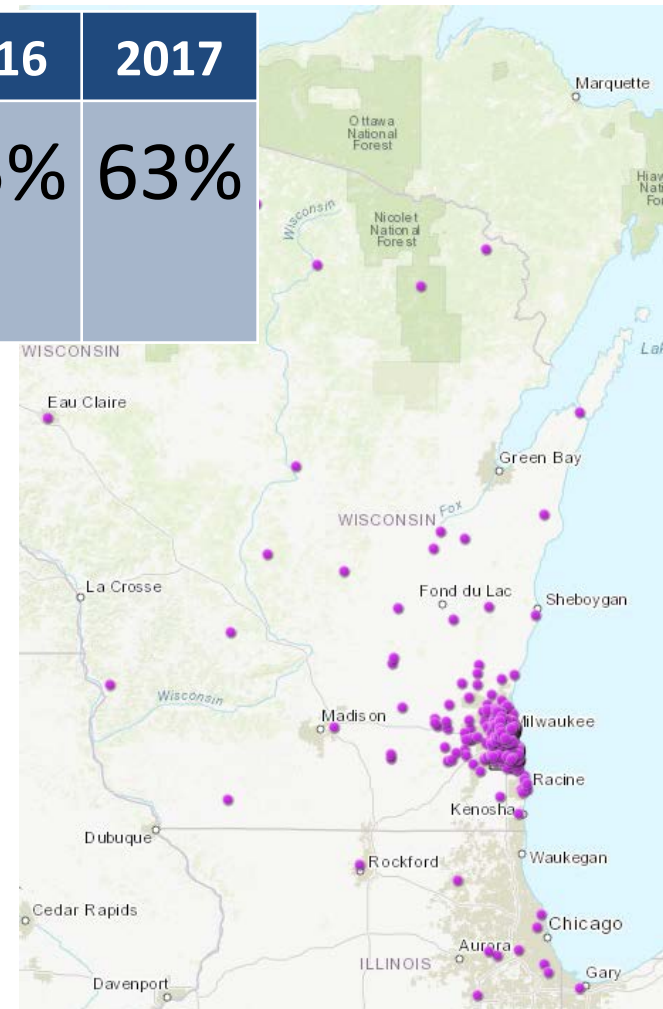 16 2017
% 63%
Marquette
Ottawa
National
Forest
Wisconsin
Nicolet
National
Forest
WISCONSIN
Eau Claire
Green Bay
WISCONSIN
Fox
La Crosse
Fond du Lac
Sheboygan
Wisconsin
Madison
Milwaukee
Racine
Kenosha
Dubuque
Waukegan
Rockford
Cedar Rapids
Chicago
Aurora
ILLINOIS
Gary
Davenport